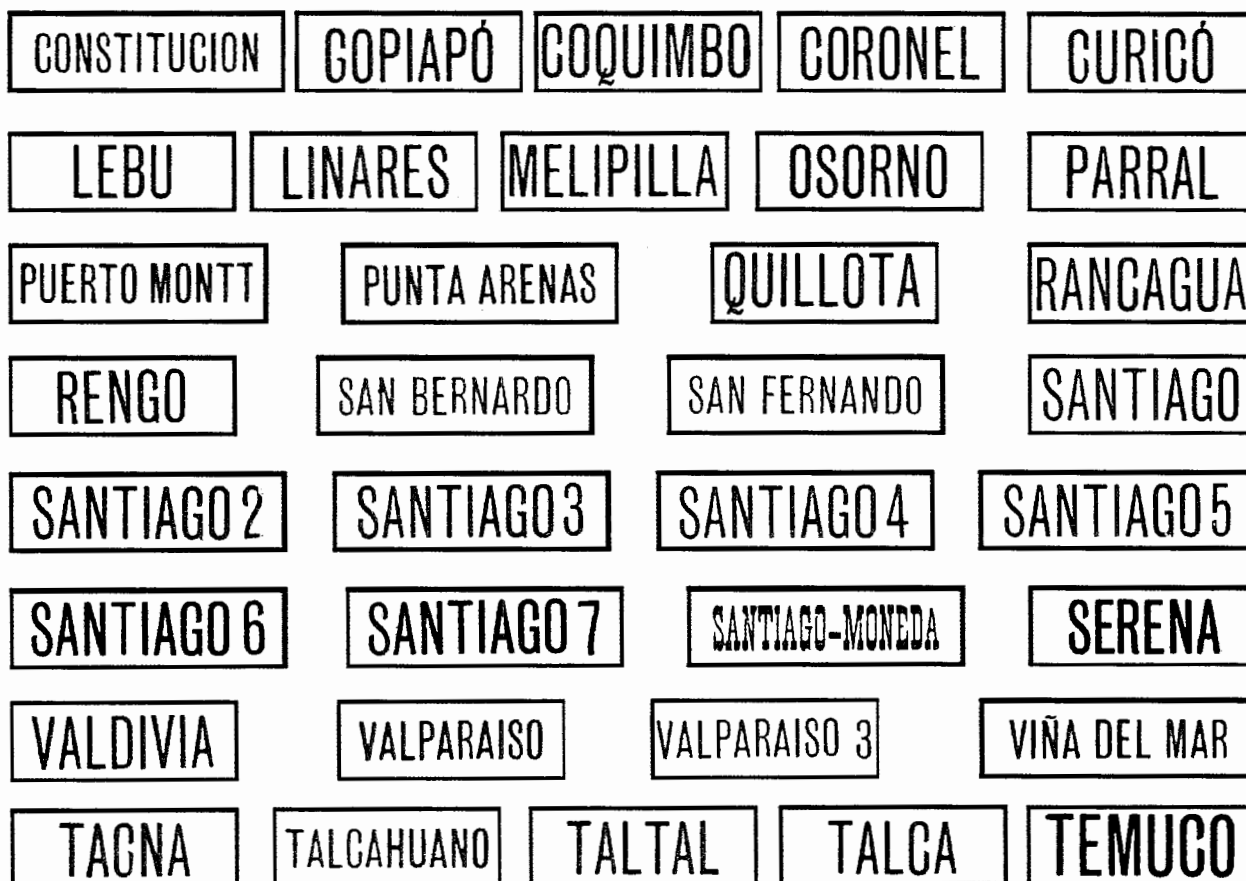 CONSTITUCION COPIAPÓ COQUIMBO CORONEL CURICÓ
LEBU LINARES MELIPILLA OSORNO PARRAL
PUERTO MONTT PUNTA ARENAS QUILLOTA RANCAGUA
RENGO SAN BERNARDO SAN FERNANDO SANTIAGO
SANTIAGO 2 SANTIAGO 3 SANTIAGO 4 SANTIAGO 5
SANTIAGO 6 SANTIAGO 7 SANTIAGO-MONEDA SERENA
VALDIVIA VALPARAISO VALPARAISO 3 VIÑA DEL MAR
TACNA TALCAHUANO TALTAL TALCA TEMUCO